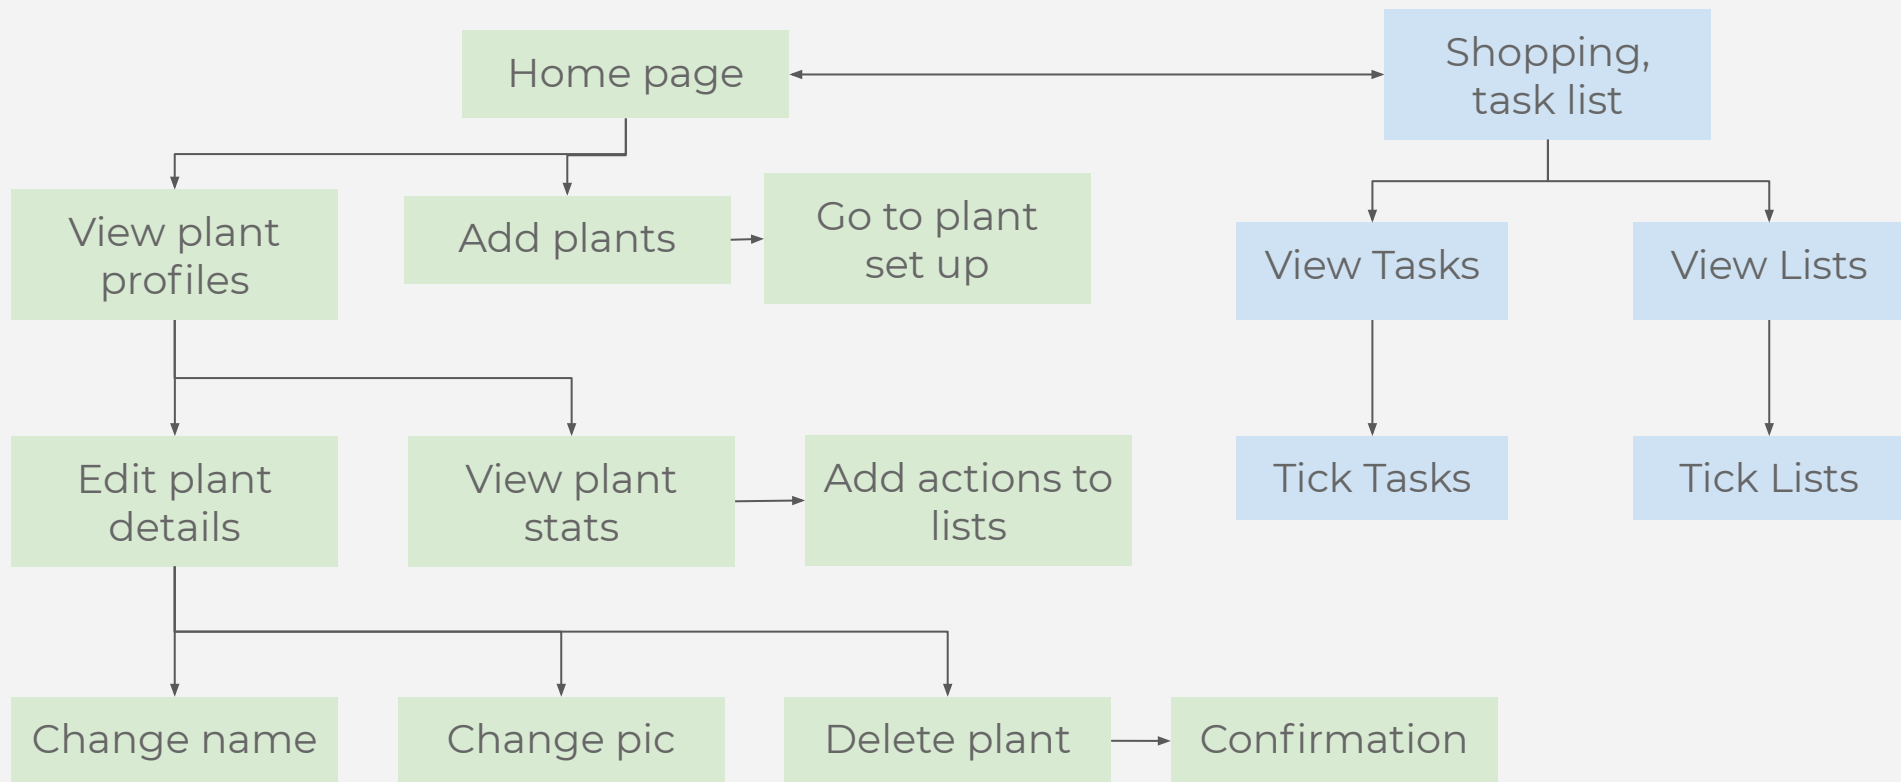 Home page
Shopping,
task list
View plant
profiles
Add plants
Go to plant
set up
View Tasks
View Lists
Edit plant
details
View plant
stats
Add actions to
lists
Tick Tasks
Tick Lists
Change name
Change pic
Delete plant
Confirmation